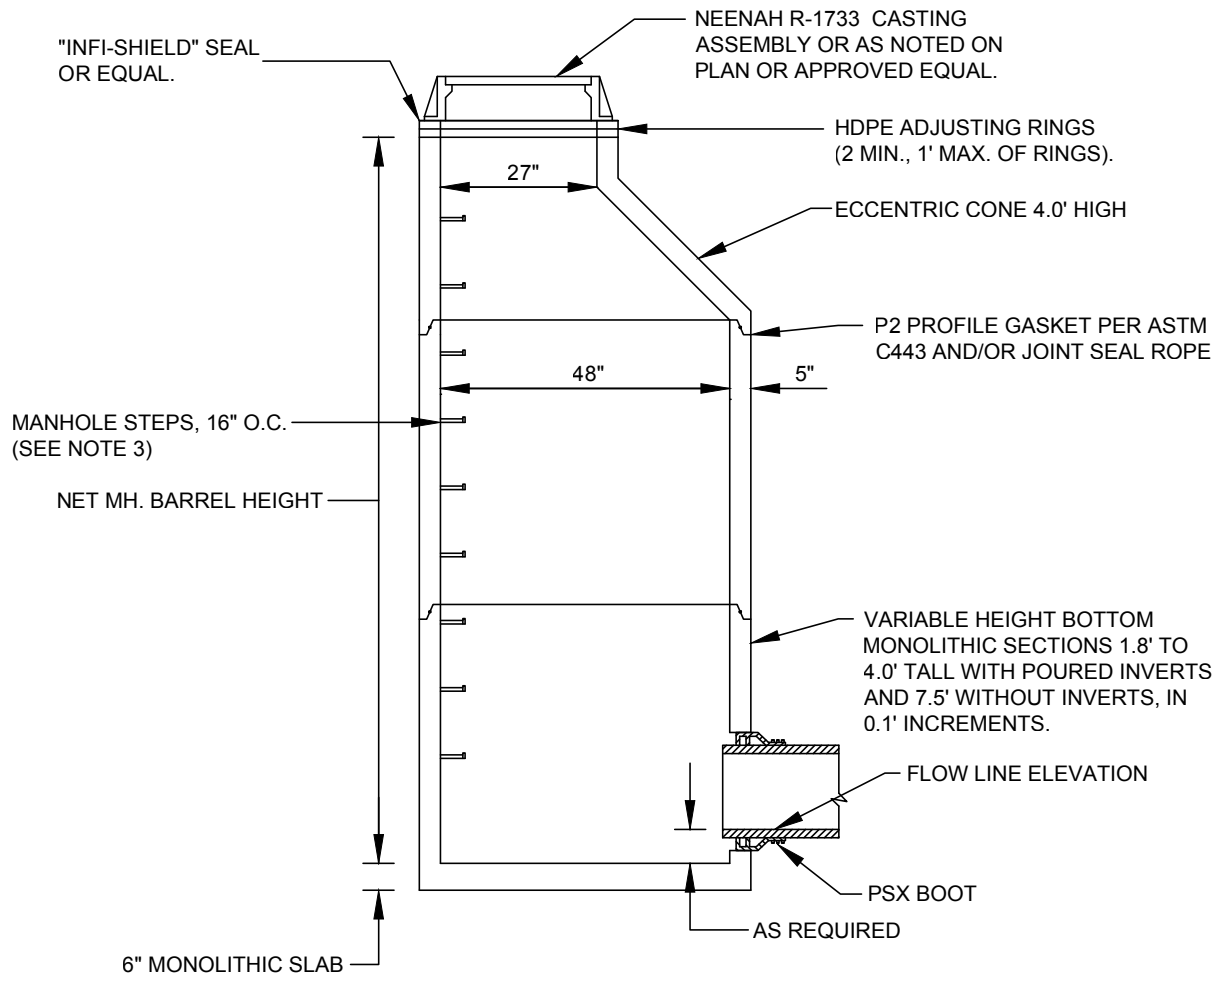 NEENAH R-1733  CASTING
ASSEMBLY OR AS NOTED ON
PLAN OR APPROVED EQUAL.
"INFI-SHIELD" SEAL
OR EQUAL.
HDPE ADJUSTING RINGS
(2 MIN., 1' MAX. OF RINGS).
27"
ECCENTRIC CONE 4.0' HIGH
P2 PROFILE GASKET PER ASTM
C443 AND/OR JOINT SEAL ROPE
48"
5"
MANHOLE STEPS, 16" O.C.
(SEE NOTE 3)
NET MH. BARREL HEIGHT
VARIABLE HEIGHT BOTTOM
MONOLITHIC SECTIONS 1.8' TO
4.0' TALL WITH POURED INVERTS
AND 7.5' WITHOUT INVERTS, IN
0.1' INCREMENTS.
FLOW LINE ELEVATION
PSX BOOT
AS REQUIRED
6" MONOLITHIC SLAB